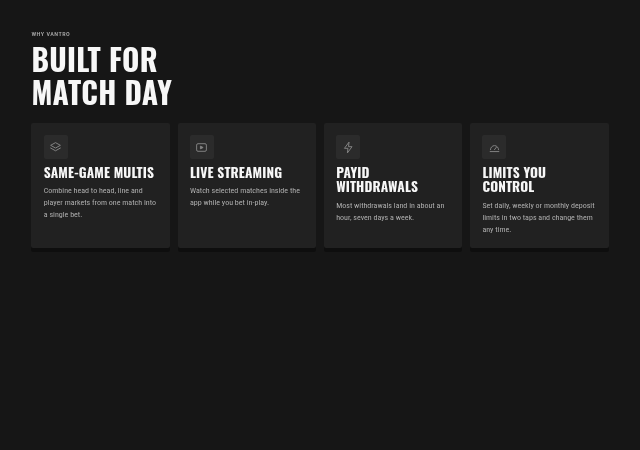 WHY VANTRO
BUILT FOR
MATCH DAY
SAME-GAME MULTIS
Combine head to head, line and
player markets from one match into
a single bet.
LIVE STREAMING
Watch selected matches inside the
app while you bet in-play.
PAYID
WITHDRAWALS
Most withdrawals land in about an
hour, seven days a week.
LIMITS YOU
CONTROL
Set daily, weekly or monthly deposit
limits in two taps and change them
any time.